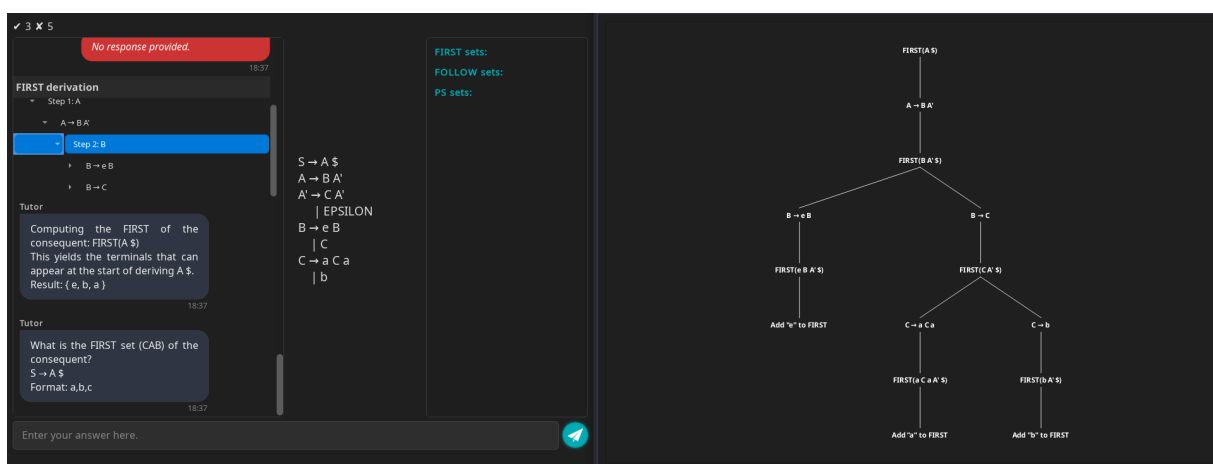 ✔ 3 ✘ 5
No response provided.
18:37
FIRST derivation
Step 1: A
A → B A'
Step 2: B
B → e B
B → C
Tutor
Computing the FIRST of the
consequent: FIRST(A $)
This yields the terminals that can
appear at the start of deriving A $.
Result: { e, b, a }
18:37
Tutor
What is the FIRST set (CAB) of the
consequent?
S → A $
Format: a,b,c
18:37
Enter your answer here.
S → A $
A → B A'
A' → C A'
| EPSILON
B → e B
| C
C → a C a
| b
FIRST sets:
FOLLOW sets:
PS sets:
FIRST(A $)
A → B A'
FIRST(B A' $)
B → e B
B → C
FIRST(e B A' $)
FIRST(C A' $)
Add "e" to FIRST
C → a C a
C → b
FIRST(a C a A' $)
FIRST(b A' $)
Add "a" to FIRST
Add "b" to FIRST